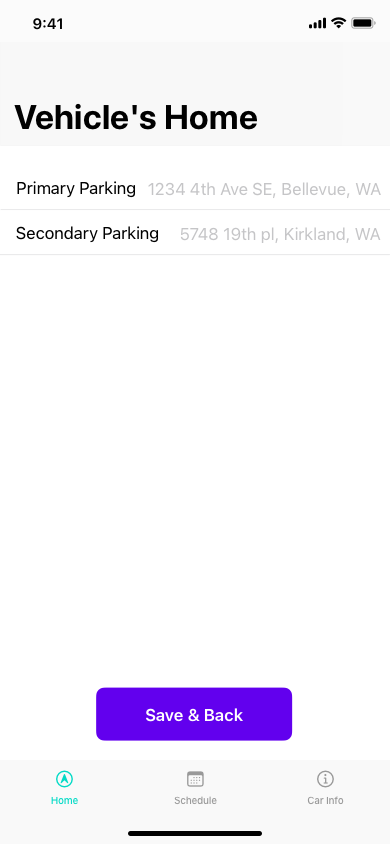 9:41
Vehicle's Home
Primary Parking 1234 4th Ave SE, Bellevue, WA
Secondary Parking 5748 19th pl, Kirkland, WA
Save & Back
Home Schedule Car Info